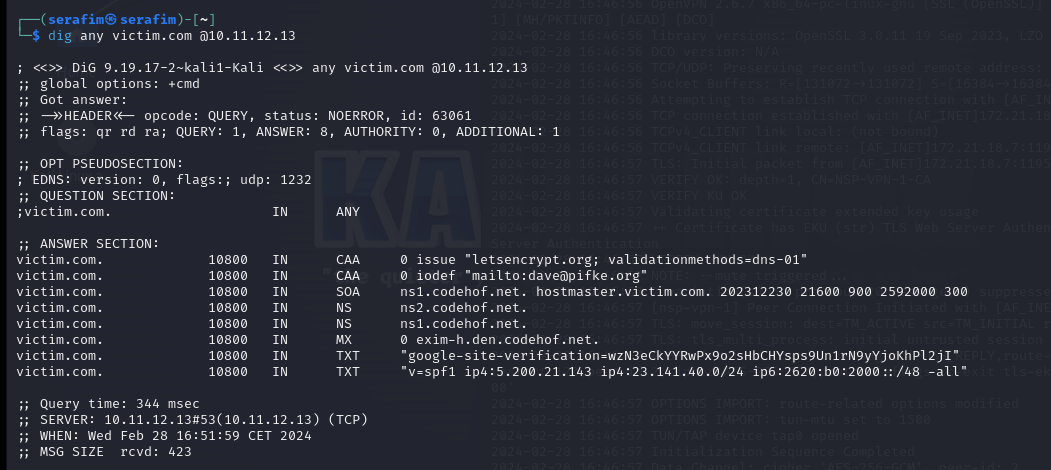 ┌──(serafim㉿serafim)-[~]
└─$ dig any victim.com @10.11.12.13
; <<>> DiG 9.19.17-2~kali1-Kali <<>> any victim.com @10.11.12.13
;; global options: +cmd
;; Got answer:
;; ->>HEADER<<- opcode: QUERY, status: NOERROR, id: 63061
;; flags: qr rd ra; QUERY: 1, ANSWER: 8, AUTHORITY: 0, ADDITIONAL: 1
;; OPT PSEUDOSECTION:
; EDNS: version: 0, flags:; udp: 1232
;; QUESTION SECTION:
;victim.com. IN ANY
;; ANSWER SECTION:
victim.com. 10800 IN CAA 0 issue "letsencrypt.org; validationmethods=dns-01"
victim.com. 10800 IN CAA 0 iodef "mailto:dave@pifke.org"
victim.com. 10800 IN SOA ns1.codehof.net. hostmaster.victim.com. 202312230 21600 900 2592000 300
victim.com. 10800 IN NS ns2.codehof.net.
victim.com. 10800 IN NS ns1.codehof.net.
victim.com. 10800 IN MX 0 exim-h.den.codehof.net.
victim.com. 10800 IN TXT "google-site-verification=wzN3eCkYYRwPx9o2sHbCHYsps9Un1rN9yYjoKhPl2jI"
victim.com. 10800 IN TXT "v=spf1 ip4:5.200.21.143 ip4:23.141.40.0/24 ip6:2620:b0:2000::/48 -all"
;; Query time: 344 msec
;; SERVER: 10.11.12.13#53(10.11.12.13) (TCP)
;; WHEN: Wed Feb 28 16:51:59 CET 2024
;; MSG SIZE rcvd: 423